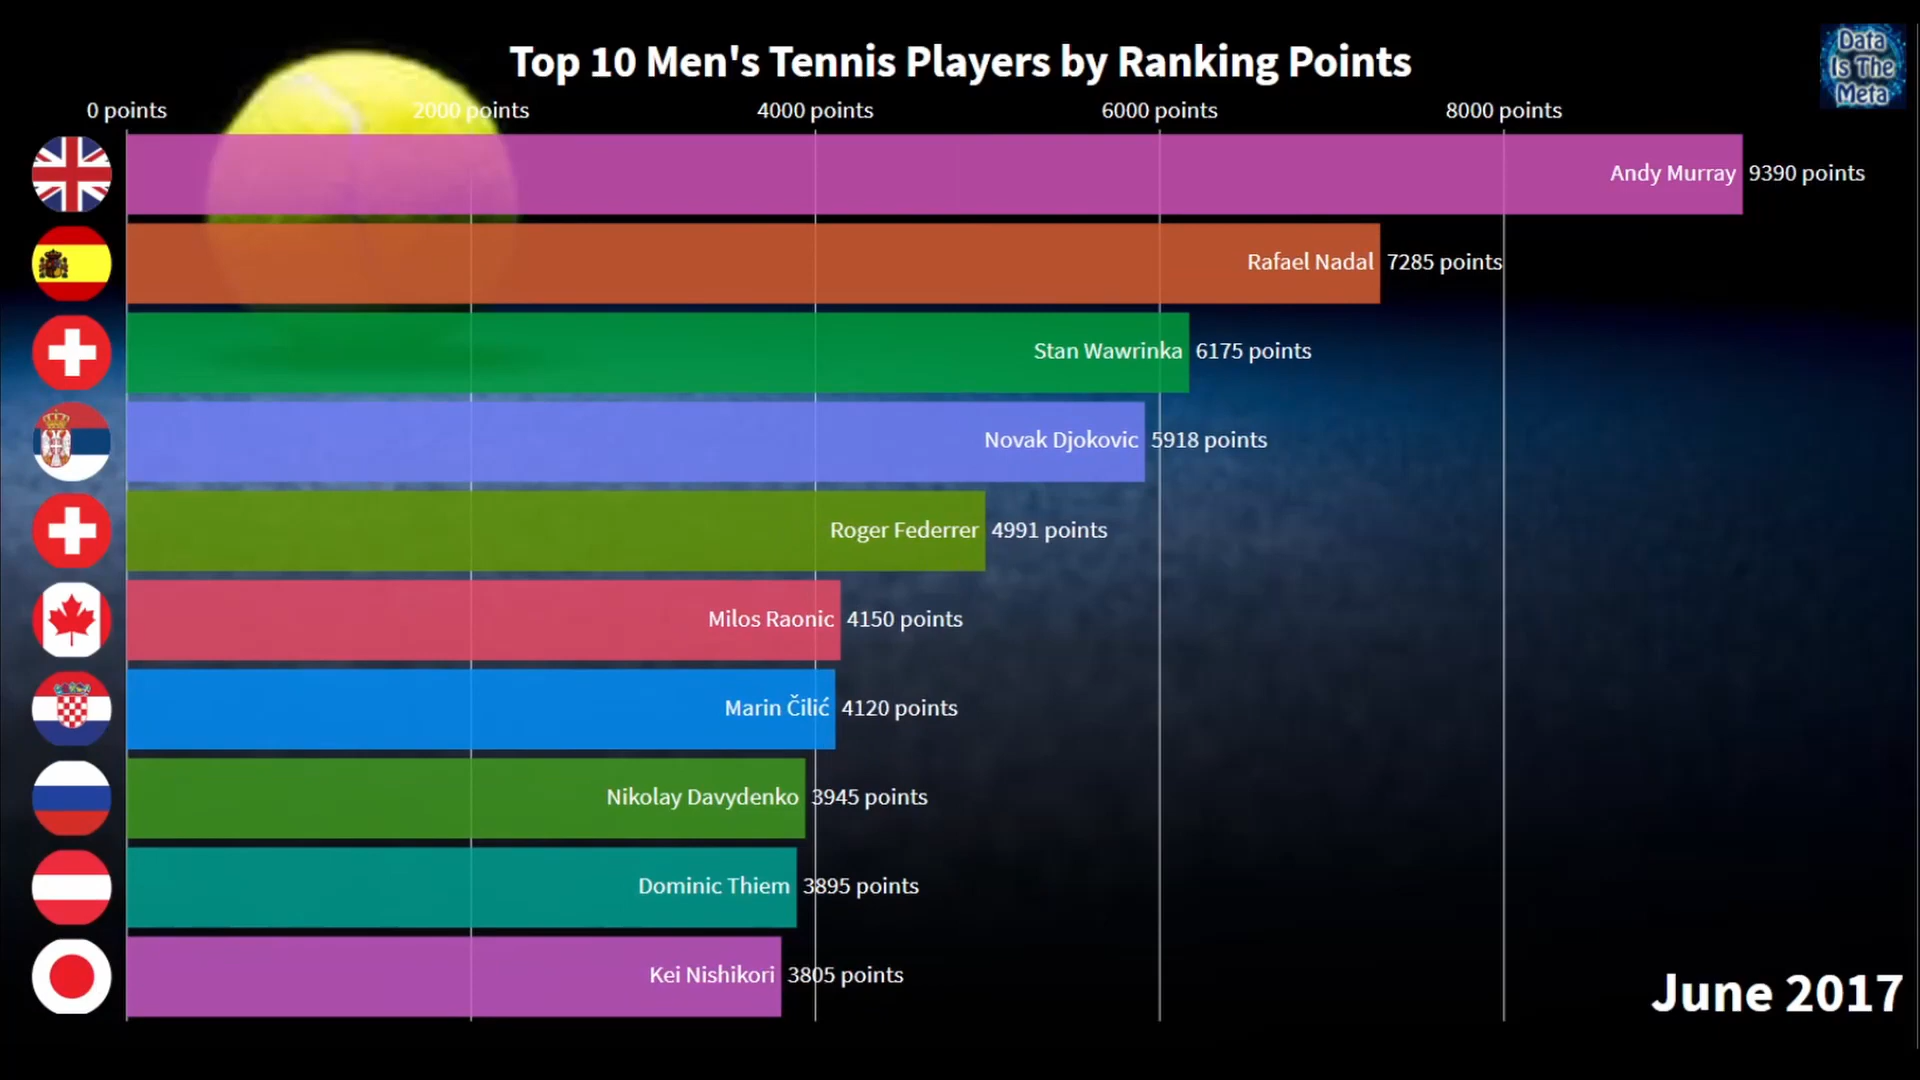 Top 10 Men's Tennis Players by Ranking Points
Data
Is The
Meta
0 points 2000 points 4000 points 6000 points 8000 points
Andy Murray 9390 points
Rafael Nadal 7285 points
Stan Wawrinka 6175 points
Novak Djokovic 5918 points
Roger Federrer 4991 points
Milos Raonic 4150 points
Marin Čilić 4120 points
Nikolay Davydenko 3945 points
Dominic Thiem 3895 points
Kei Nishikori 3805 points
June 2017